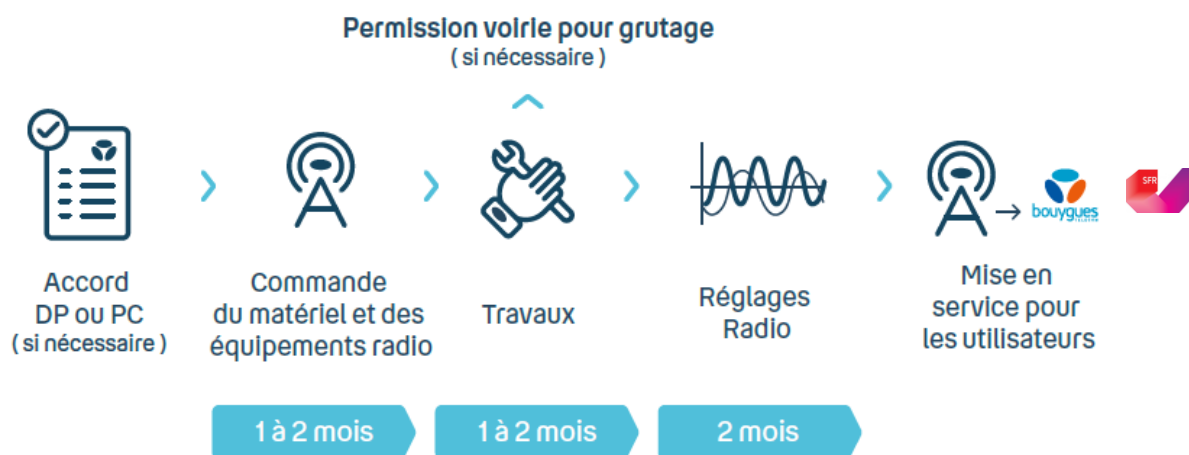 Permission voirie pour grutage
( si nécessaire )
Accord
DP ou PC
( si nécessaire )
Commande
du matériel et des
équipements radio
Travaux
Réglages
Radio
bouygues
TELECOM
SFR
Mise en
service pour
les utilisateurs
1 à 2 mois
1 à 2 mois
2 mois